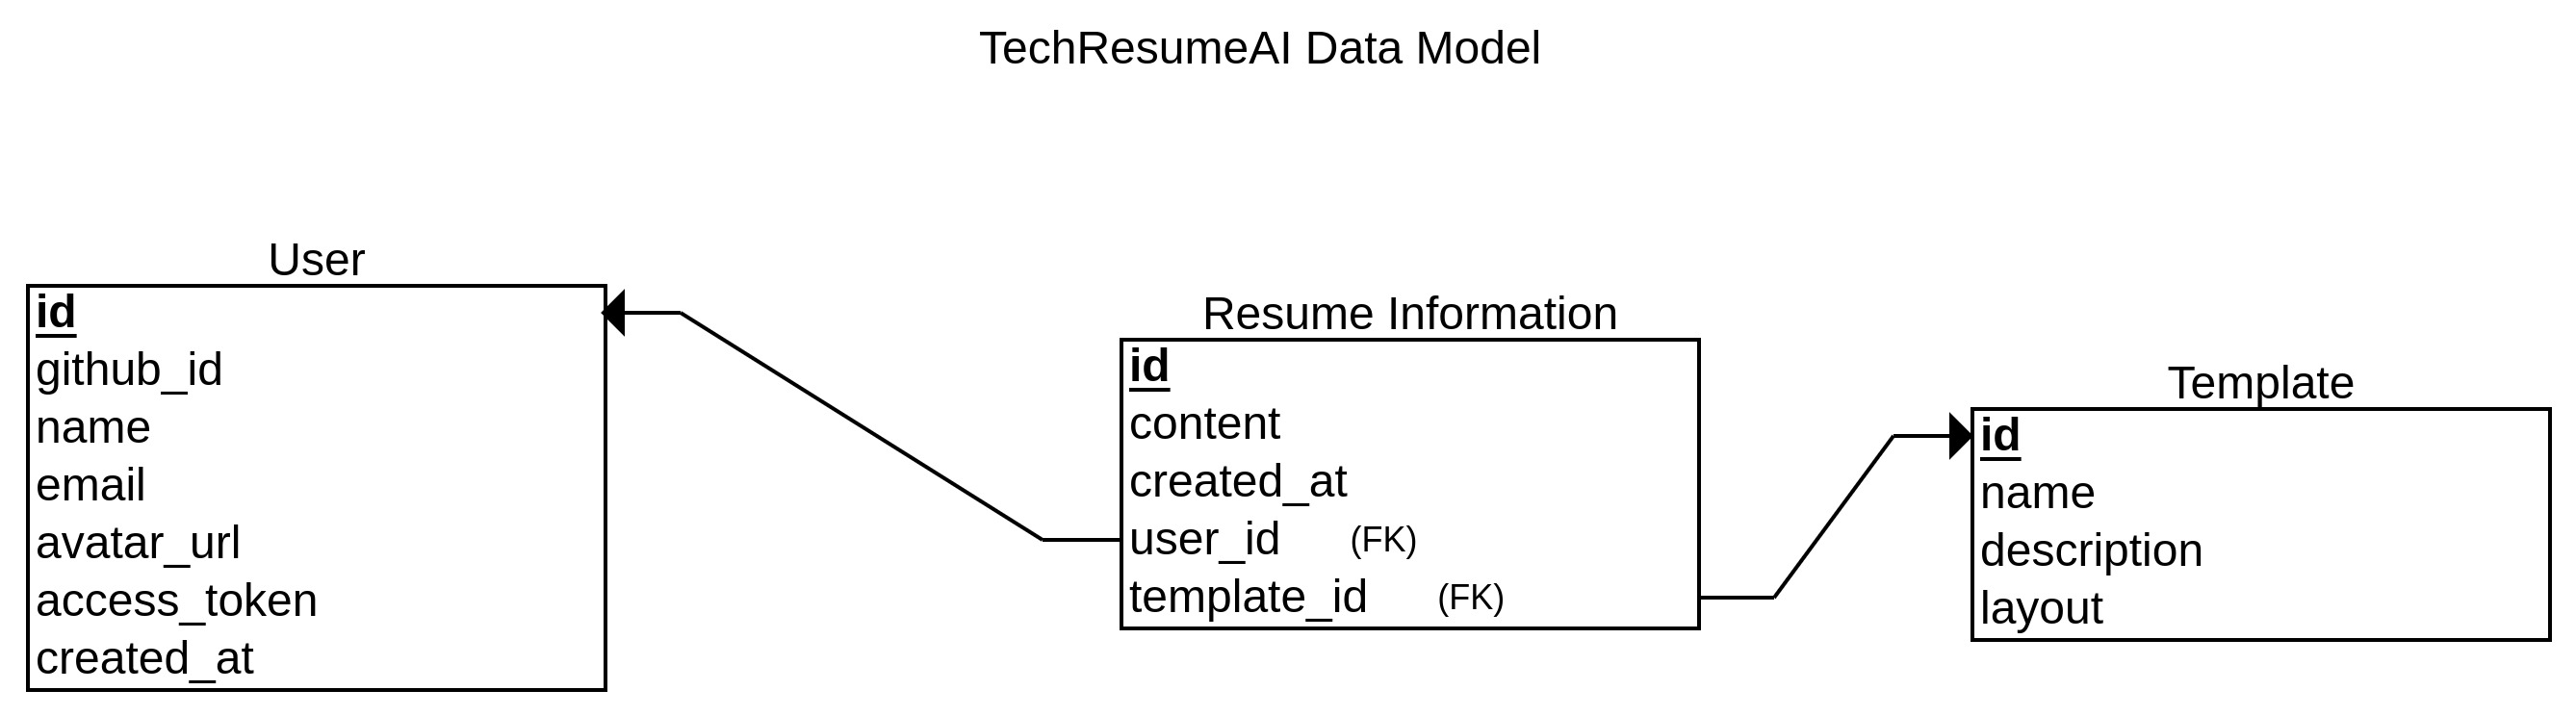 TechResumeAI Data Model
User
id
github_id
name
email
avatar_url
access_token
created_at
Resume Information
id
content
created_at
user_id (FK)
template_id (FK)
Template
id
name
description
layout